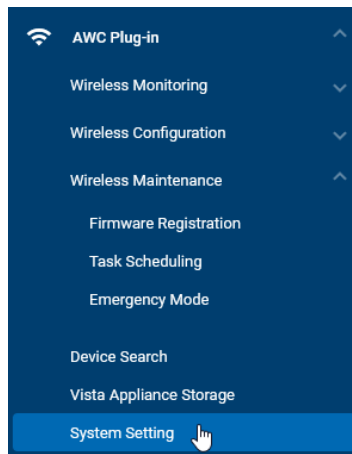 AWC Plug-in
Wireless Monitoring
Wireless Configuration
Wireless Maintenance
Firmware Registration
Task Scheduling
Emergency Mode
Device Search
Vista Appliance Storage
System Setting